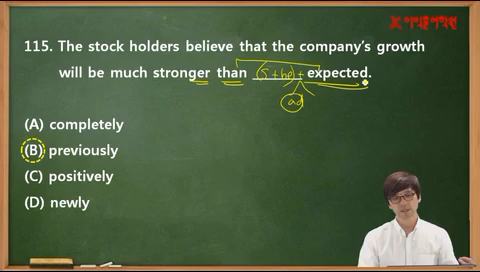 115. The stock holders believe that the company's growth
will be much stronger than ________ expected.
(S + be) +
ad
(A) completely
(B) previously
(C) positively
(D) newly